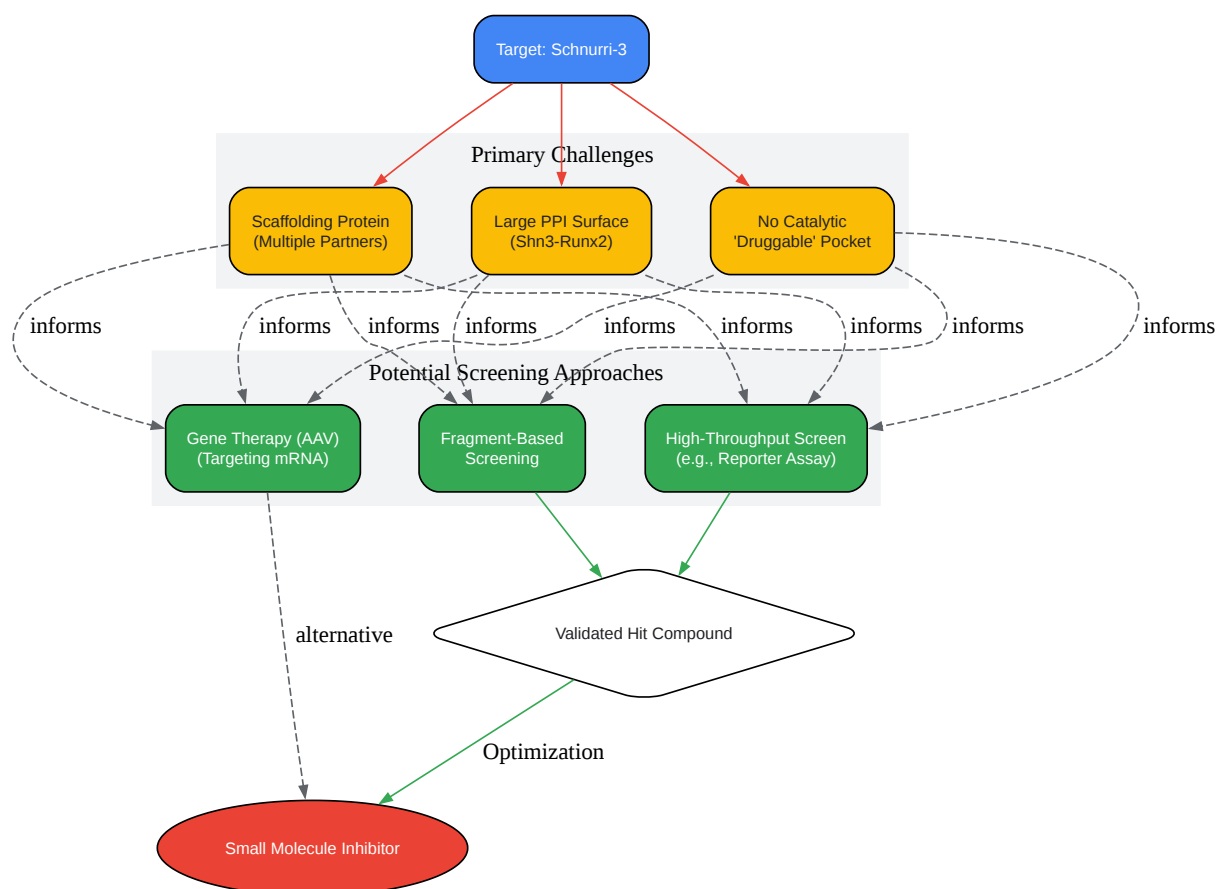 Target: Schnurri-3
Primary Challenges
Scaffolding Protein
(Multiple Partners)
Large PPI Surface
(Shn3-Runx2)
No Catalytic
'Druggable' Pocket
informs
informs
informs
informs
informs
informs
informs
informs
informs
Potential Screening Approaches
Gene Therapy (AAV)
(Targeting mRNA)
Fragment-Based
Screening
High-Throughput Screen
(e.g., Reporter Assay)
Validated Hit Compound
alternative
Optimization
Small Molecule Inhibitor